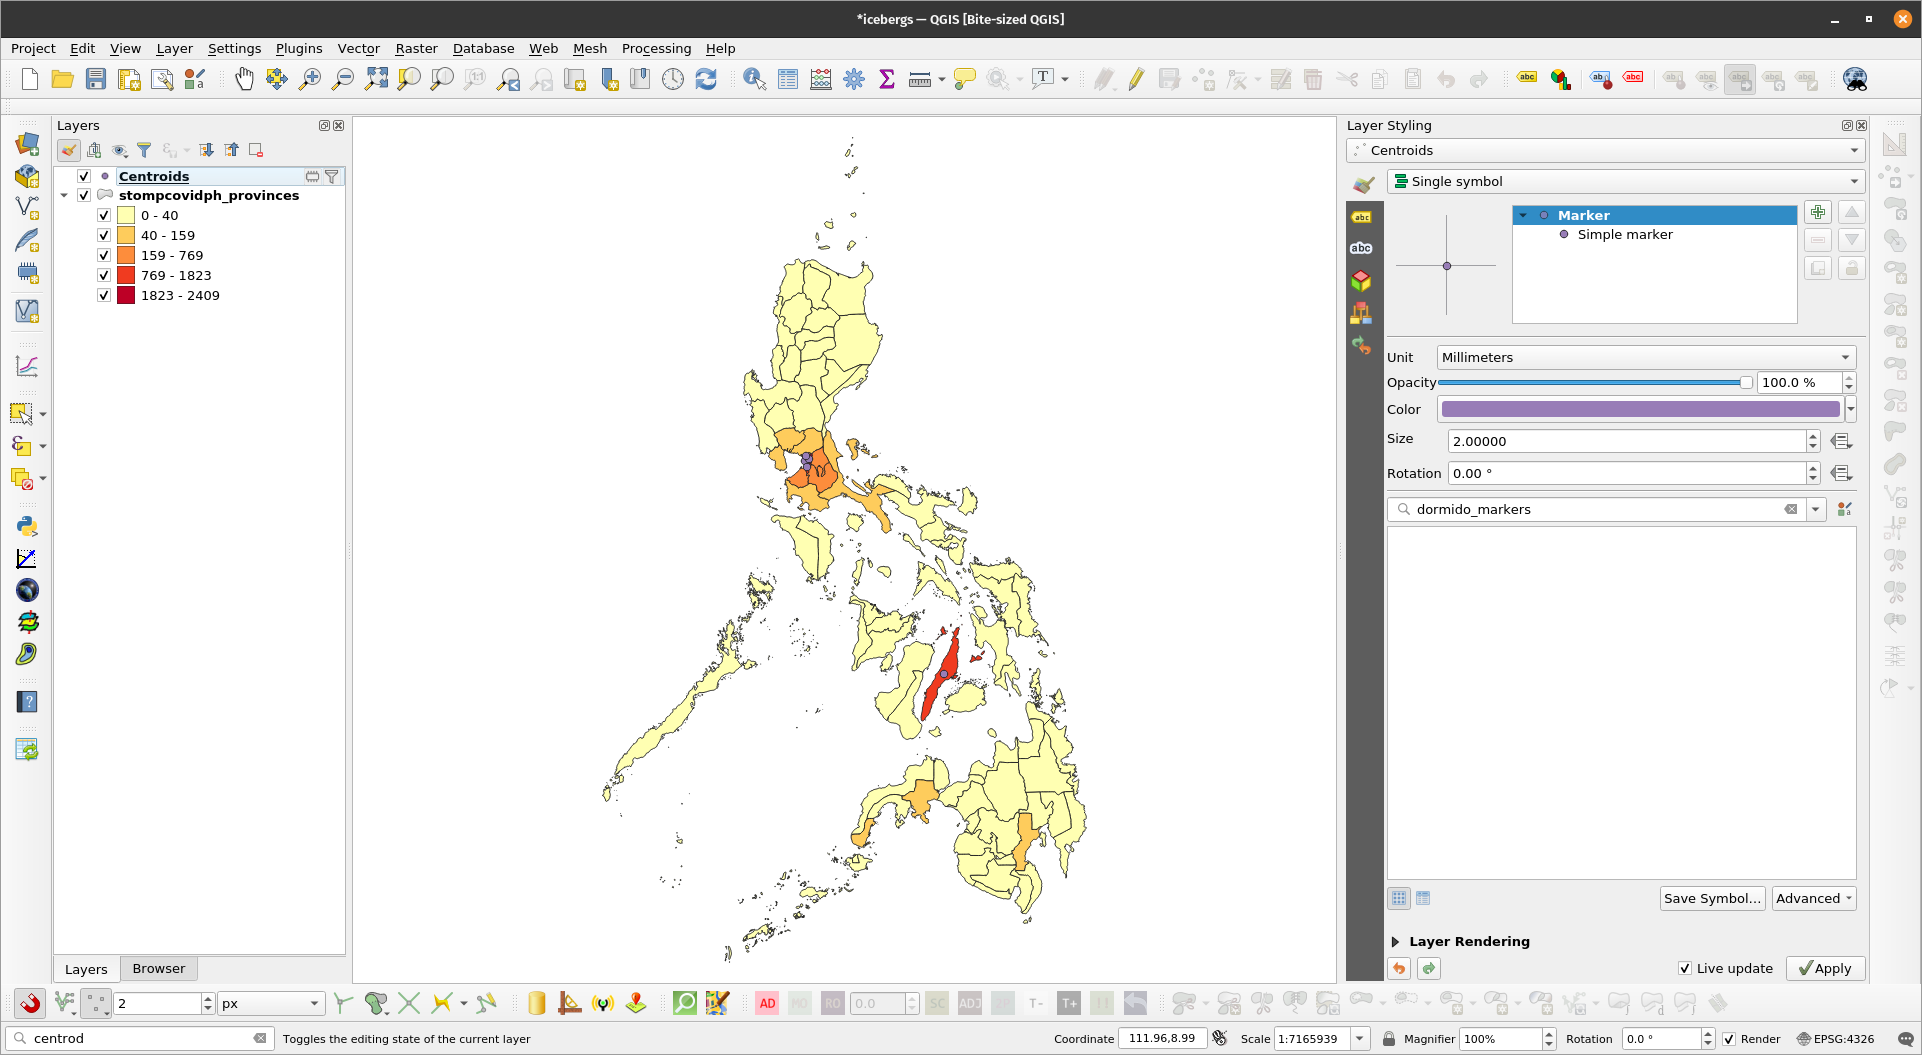 *icebergs — QGIS [Bite-sized QGIS]
Project Edit View Layer Settings Plugins Vector Raster Database Web Mesh Processing Help
Layers
Centroids
stompcovidph_provinces
0 - 40
40 - 159
159 - 769
769 - 1823
1823 - 2409
Layers Browser
Layer Styling
Centroids
Single symbol
Marker
Simple marker
Unit Millimeters
Opacity 100.0 %
Color
Size 2.00000
Rotation 0.00 °
dormido_markers
Save Symbol... Advanced
Layer Rendering
Live update Apply
2 px AD MO RO 0.0 SC ADJ T- T+
centrod Toggles the editing state of the current layer Coordinate 111.96,8.99 Scale 1:7165939 Magnifier 100% Rotation 0.0 ° Render EPSG:4326